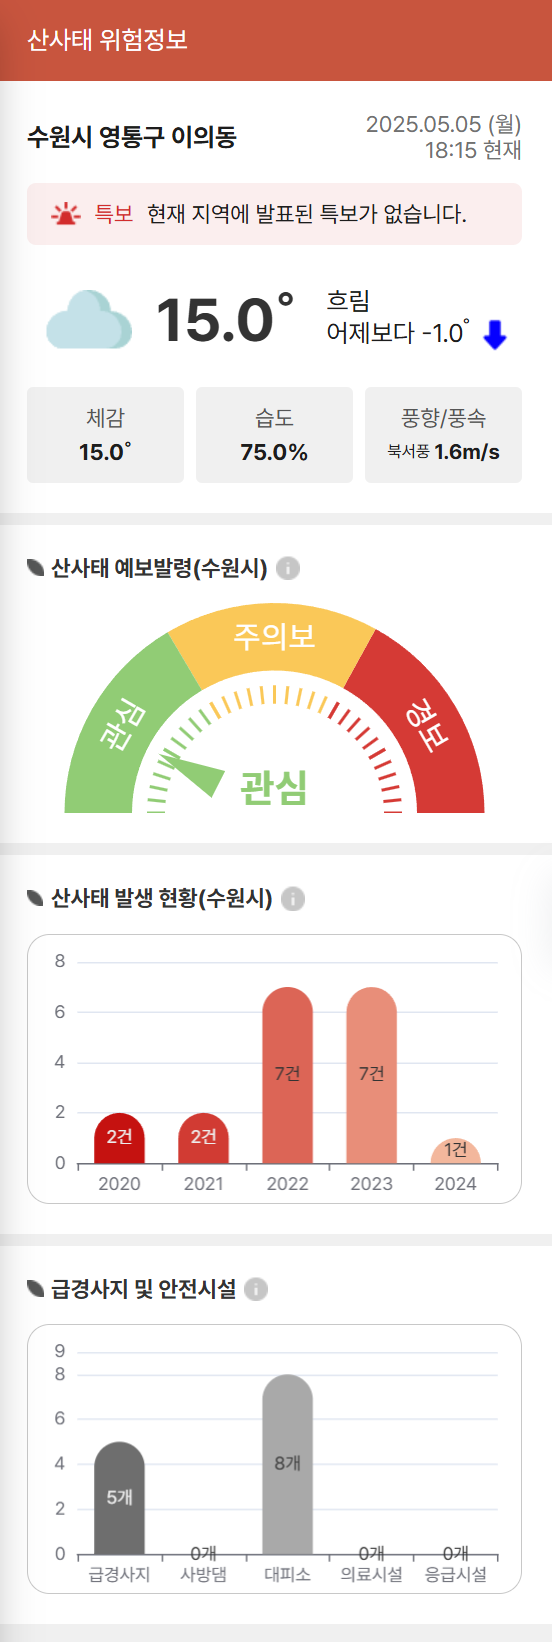 산사태 위험정보
수원시 영통구 이의동
2025.05.05 (월)
18:15 현재
특보 현재 지역에 발표된 특보가 없습니다.
15.0°
흐림
어제보다 -1.0°
체감
15.0°
습도
75.0%
풍향/풍속
북서풍 1.6m/s
산사태 예보발령(수원시)
관심
주의보
경보
관심
산사태 발생 현황(수원시)
8
6
4
2
0
2건
2건
7건
7건
1건
2020
2021
2022
2023
2024
급경사지 및 안전시설
9
8
6
4
2
0
5개
0개
8개
0개
0개
급경사지
사방댐
대피소
의료시설
응급시설